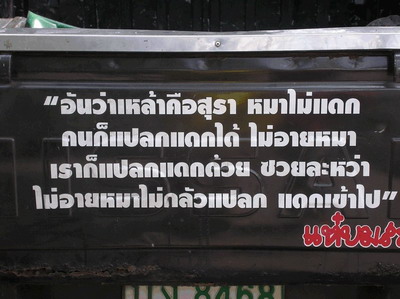 “อันว่าเหล้าคือสุรา หมาไม่แดก
คนก็แปลกแดกได้ ไม่อายหมา
เราก็แปลกแดกด้วย ซวยละหว่า
ไม่อายหมาไม่กลัวแปลก แดกเข้าไป”